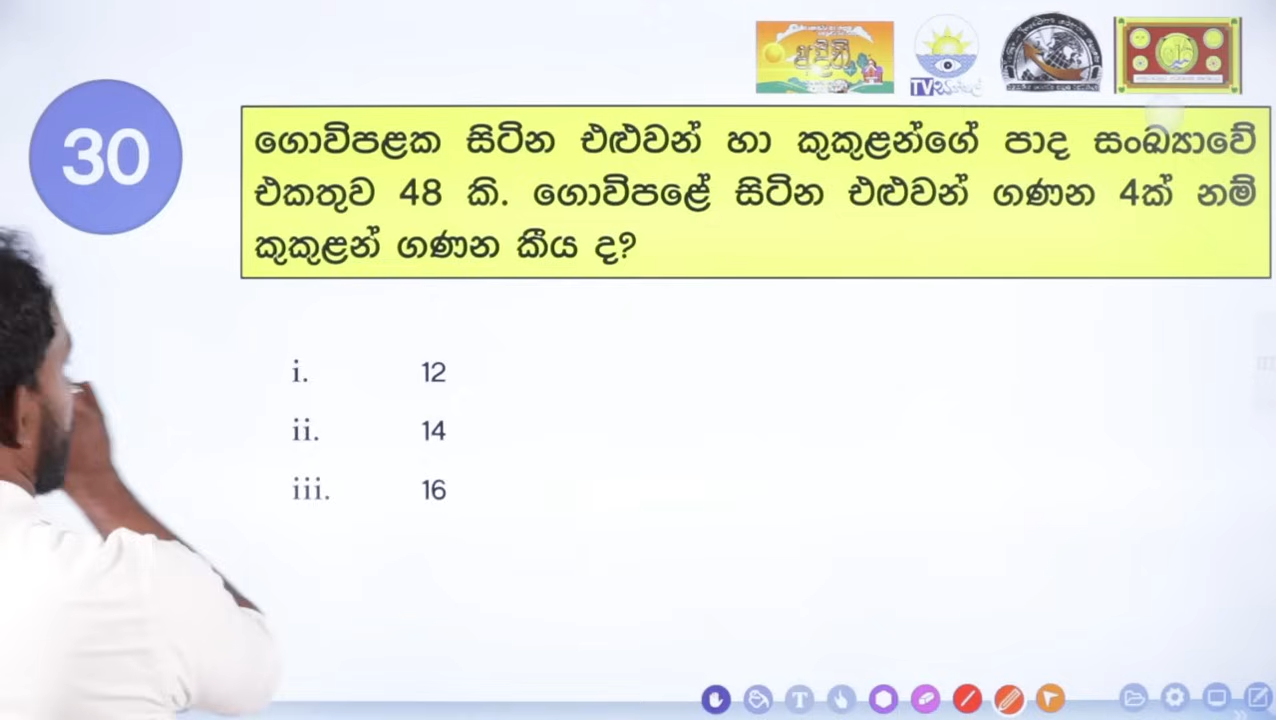 30
ගොවිපළක සිටින එළුවන් හා කුකුළන්ගේ පාද සංඛ්‍යාවේ
එකතුව 48 කි. ගොවිපළේ සිටින එළුවන් ගණන 4ක් නම්
කුකුළන් ගණන කීය ද?
i. 12
ii. 14
iii. 16